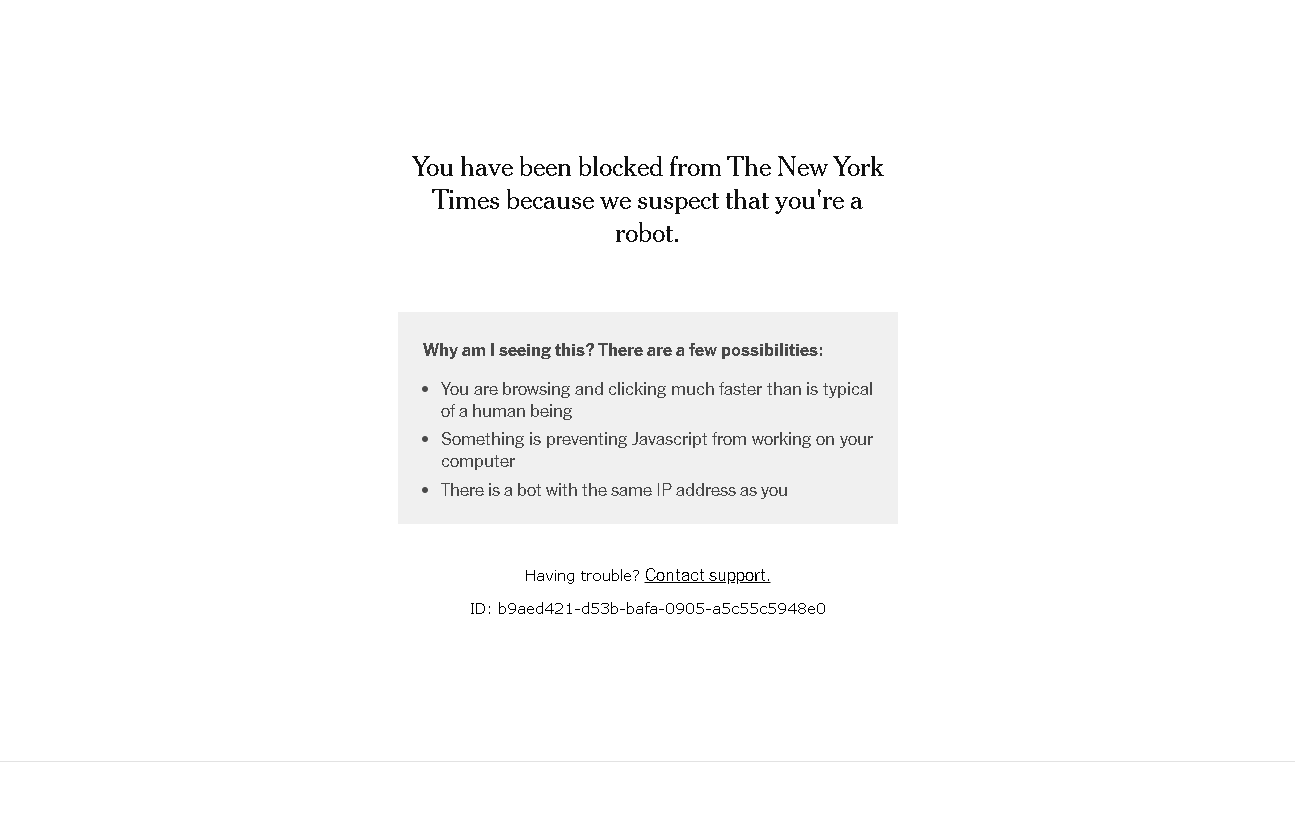 You have been blocked from The New York
Times because we suspect that you're a
robot.
Why am I seeing this? There are a few possibilities:
• You are browsing and clicking much faster than is typical
of a human being
• Something is preventing Javascript from working on your
computer
• There is a bot with the same IP address as you
Having trouble? Contact support.
ID: b9aed421-d53b-bafa-0905-a5c55c5948e0